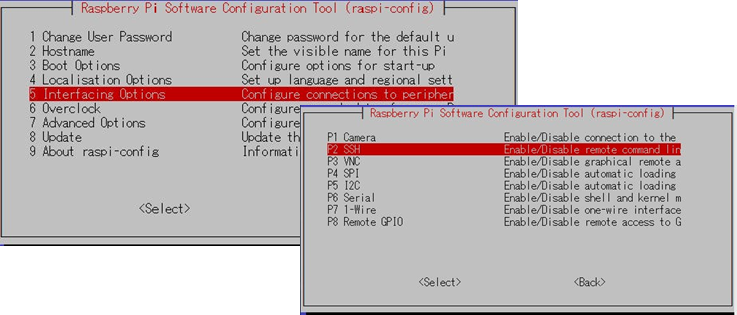 Raspberry Pi Software Configuration Tool (raspi-config)
1 Change User Password Change password for the default u
2 Hostname Set the visible name for this Pi
3 Boot Options Configure options for start-up
4 Localisation Options Set up language and regional sett
5 Interfacing Options Configure connections to peripher
6 Overclock Configure
7 Advanced Options Configure
8 Update Update th
9 About raspi-config Informati
<Select>
Raspberry Pi Software Configuration Tool (raspi-config)
P1 Camera Enable/Disable connection to the
P2 SSH Enable/Disable remote command lin
P3 VNC Enable/Disable graphical remote a
P4 SPI Enable/Disable automatic loading
P5 I2C Enable/Disable automatic loading
P6 Serial Enable/Disable shell and kernel m
P7 1-Wire Enable/Disable one-wire interface
P8 Remote GPIO Enable/Disable remote access to G
<Select> <Back>